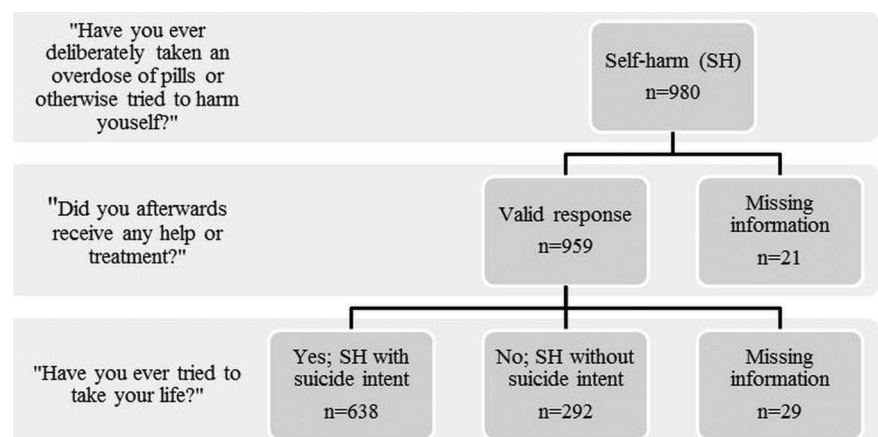 "Have you ever
deliberately taken an
overdose of pills or
otherwise tried to harm
youself?"
Self-harm (SH)
n=980
"Did you afterwards
receive any help or
treatment?"
Valid response
n=959
Missing
information
n=21
"Have you ever tried to
take your life?"
Yes; SH with
suicide intent
n=638
No; SH without
suicide intent
n=292
Missing
information
n=29